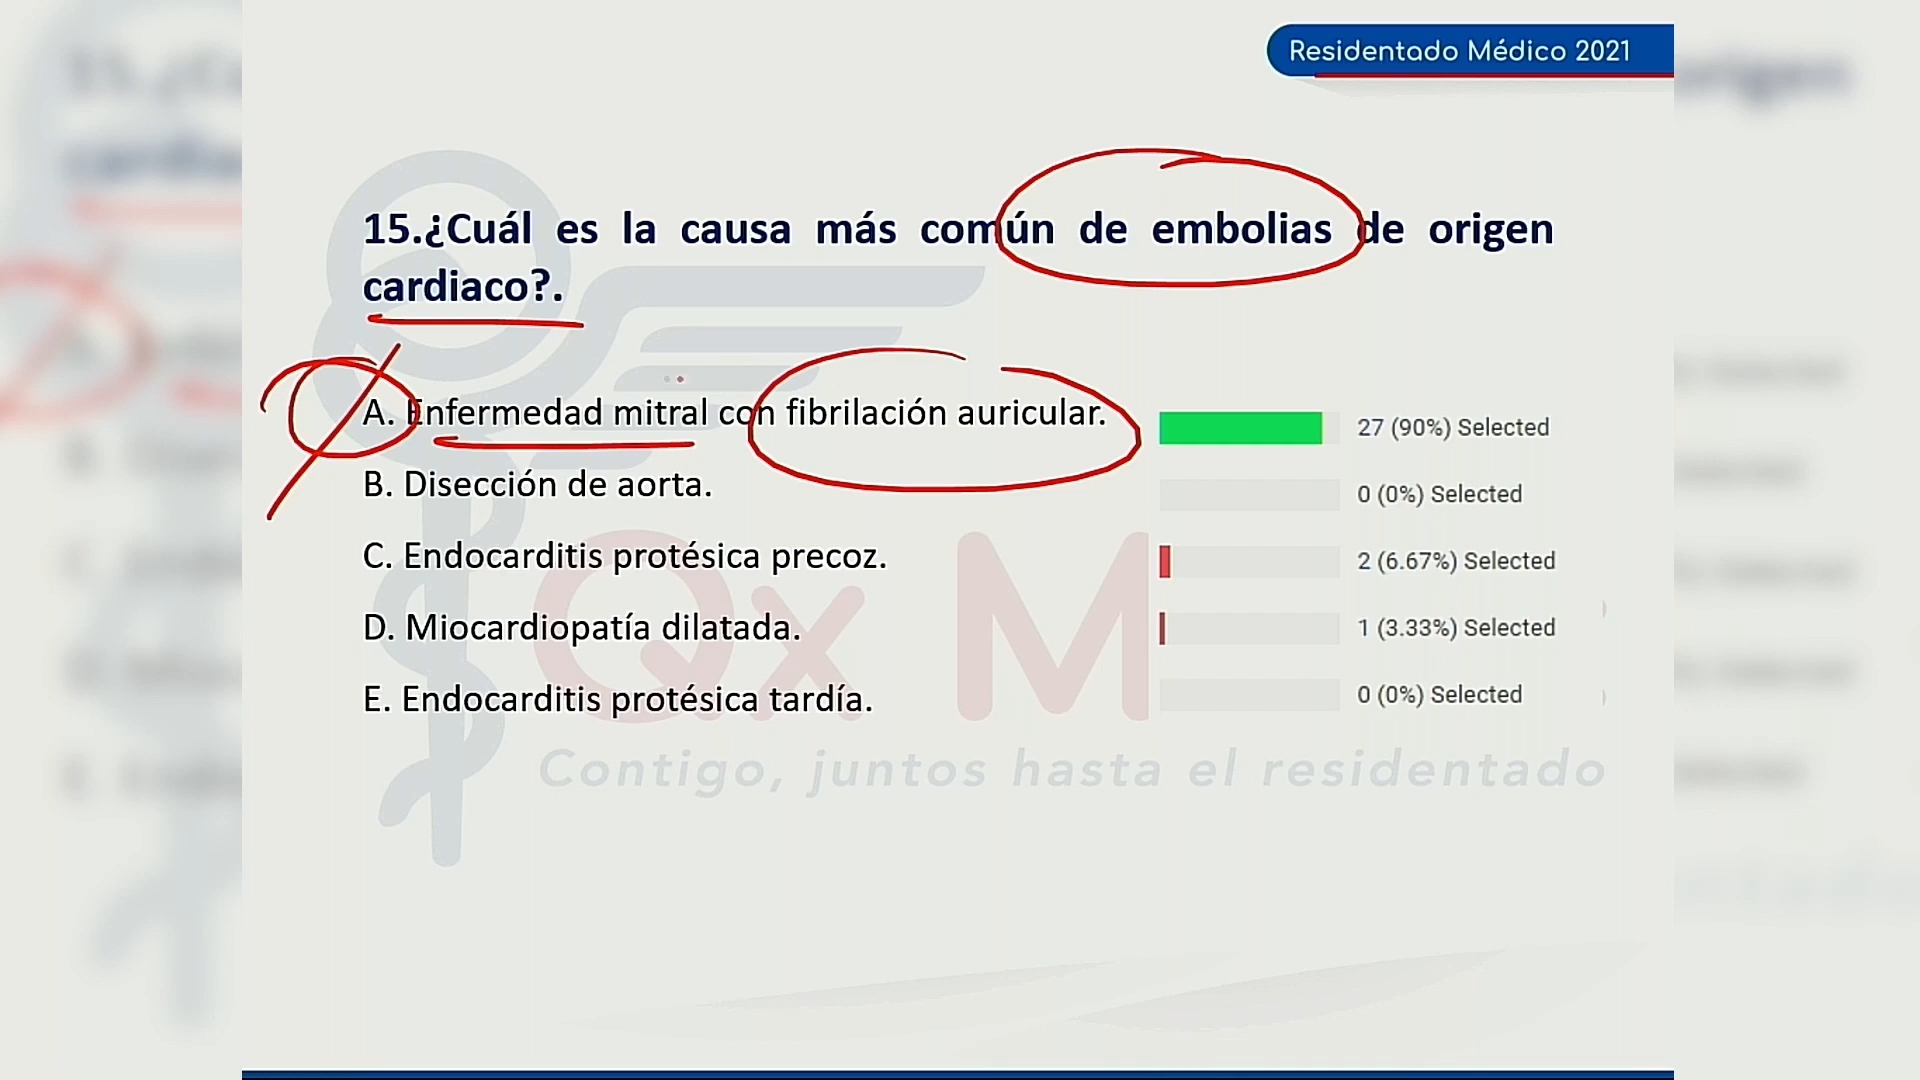 Residentado Médico 2021
15.¿Cuál es la causa más común de embolias de origen
cardiaco?.
A. Enfermedad mitral con fibrilación auricular.
27 (90%) Selected
B. Disección de aorta.
0 (0%) Selected
C. Endocarditis protésica precoz.
2 (6.67%) Selected
D. Miocardiopatía dilatada.
1 (3.33%) Selected
E. Endocarditis protésica tardía.
0 (0%) Selected
Qx M
Contigo, juntos hasta el residentado